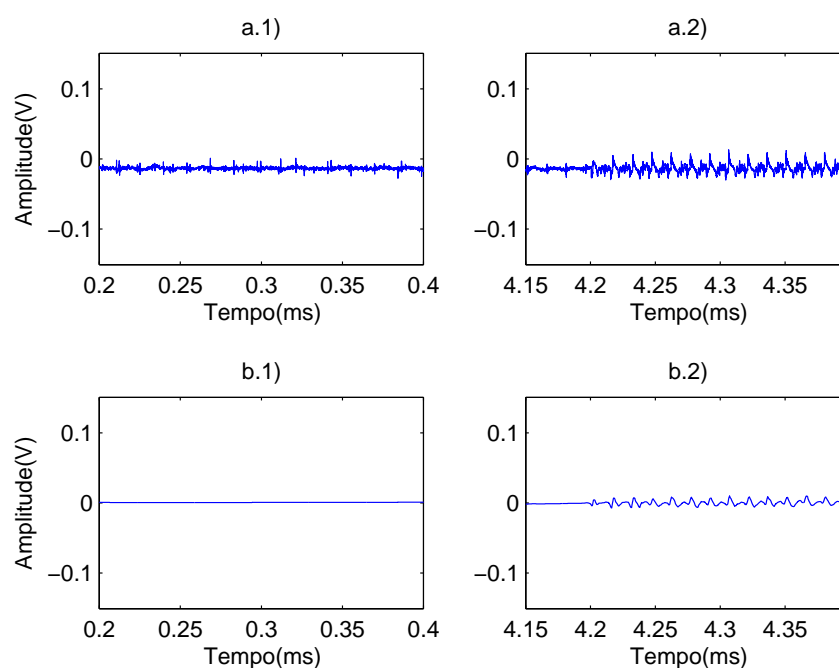 a.1)
a.2)
0.1
0
−0.1
Amplitude(V)
0.2 0.25 0.3 0.35 0.4
Tempo(ms)
0.1
0
−0.1
4.15 4.2 4.25 4.3 4.35
Tempo(ms)
b.1)
b.2)
0.1
0
−0.1
Amplitude(V)
0.2 0.25 0.3 0.35 0.4
Tempo(ms)
0.1
0
−0.1
4.15 4.2 4.25 4.3 4.35
Tempo(ms)